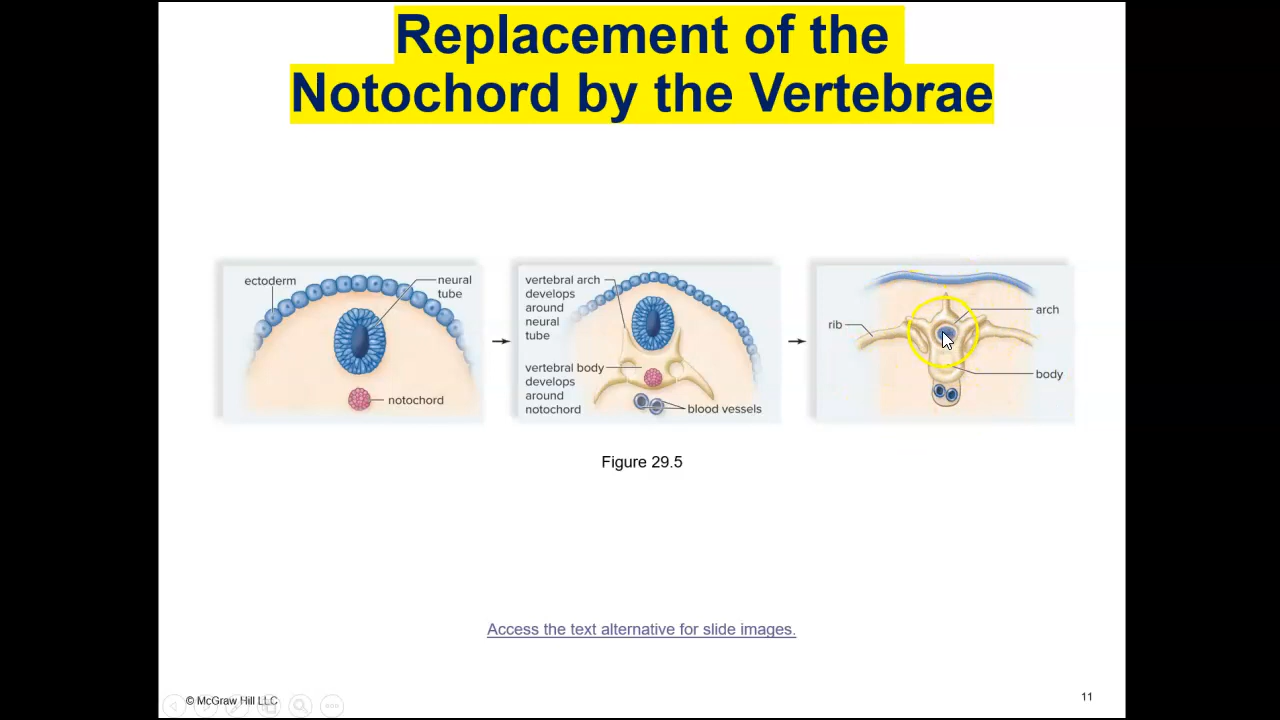 Replacement of the
Notochord by the Vertebrae
ectoderm
neural
tube
notochord
vertebral arch
develops
around
neural
tube
vertebral body
develops
around
notochord
blood vessels
rib
arch
body
Figure 29.5
Access the text alternative for slide images.
© McGraw Hill LLC
11